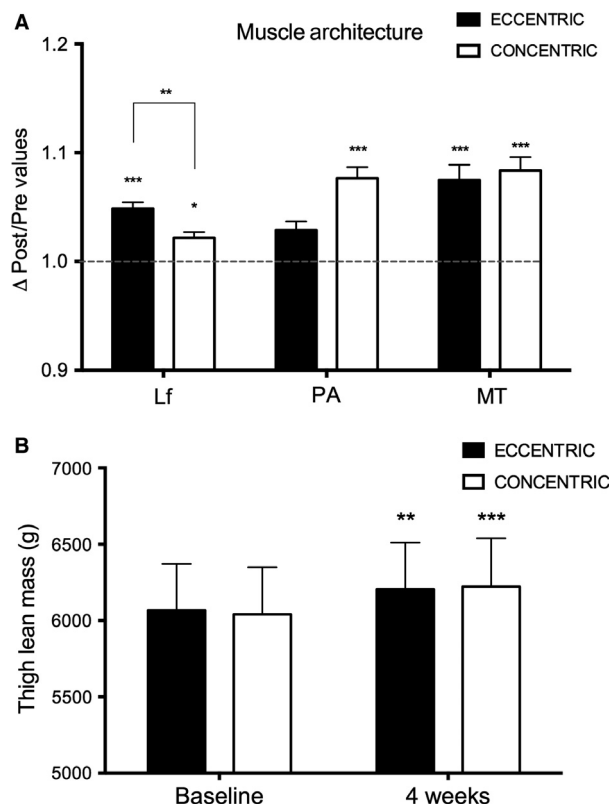 A
Muscle architecture
ECCENTRIC
CONCENTRIC
Δ Post/Pre values
1.2
1.1
1.0
0.9
**
***
*
***
***
***
Lf
PA
MT
B
ECCENTRIC
CONCENTRIC
Thigh lean mass (g)
7000
6500
6000
5500
5000
**
***
Baseline
4 weeks